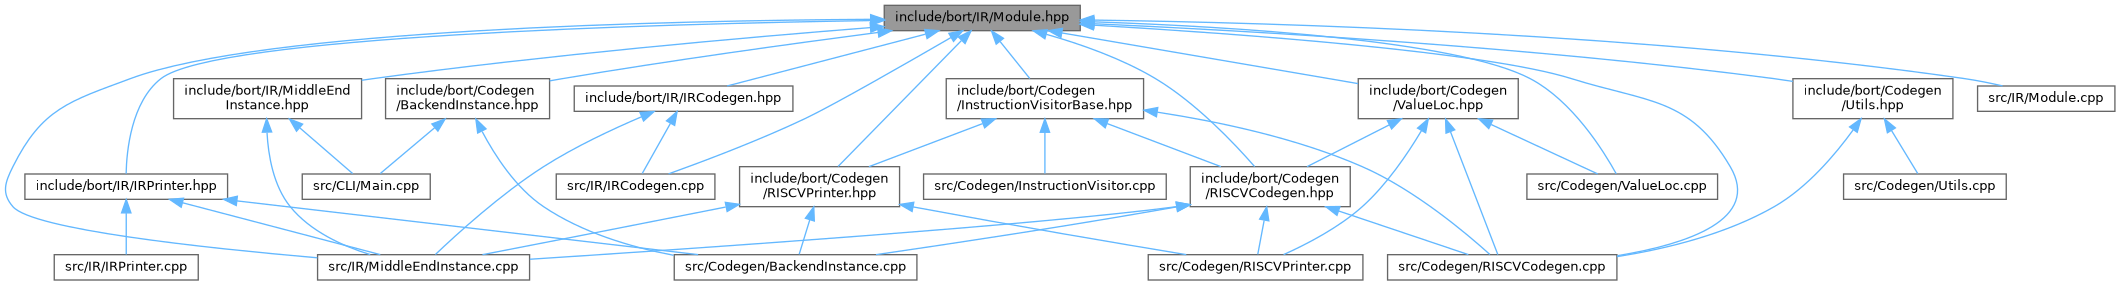 include/bort/IR/Module.hpp
include/bort/IR/MiddleEnd
Instance.hpp
include/bort/Codegen
/BackendInstance.hpp
include/bort/IR/IRCodegen.hpp
include/bort/Codegen
/InstructionVisitorBase.hpp
include/bort/Codegen
/ValueLoc.hpp
include/bort/Codegen
/Utils.hpp
src/IR/Module.cpp
include/bort/IR/IRPrinter.hpp
src/CLI/Main.cpp
src/IR/IRCodegen.cpp
include/bort/Codegen
/RISCVPrinter.hpp
src/Codegen/InstructionVisitor.cpp
include/bort/Codegen
/RISCVCodegen.hpp
src/Codegen/ValueLoc.cpp
src/Codegen/Utils.cpp
src/IR/IRPrinter.cpp
src/IR/MiddleEndInstance.cpp
src/Codegen/BackendInstance.cpp
src/Codegen/RISCVPrinter.cpp
src/Codegen/RISCVCodegen.cpp